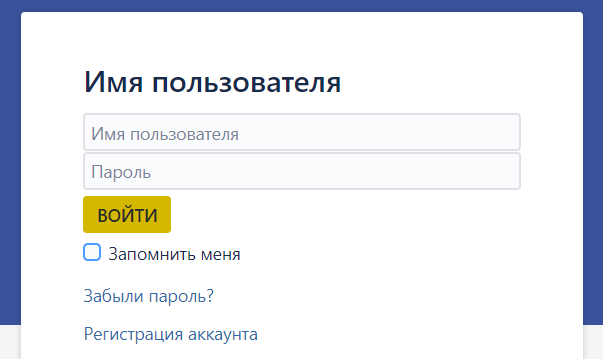 Имя пользователя
Имя пользователя
Пароль
ВОЙТИ
Запомнить меня
Забыли пароль?
Регистрация аккаунта